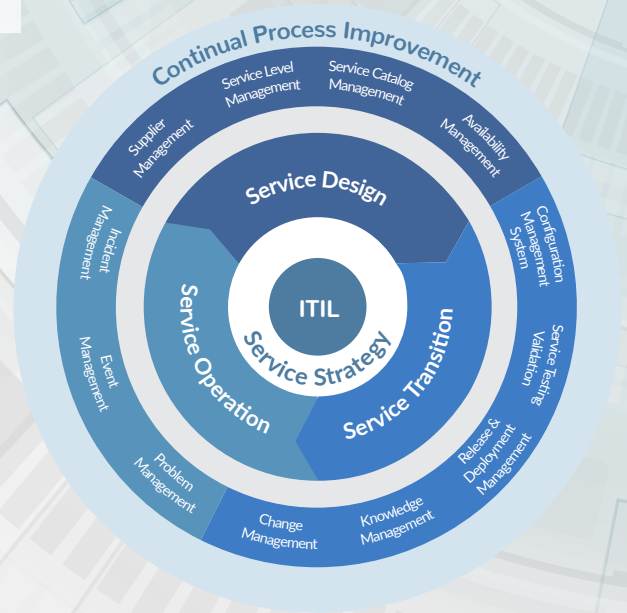 Continual Process Improvement
Supplier
Management
Service Level
Management
Service Catalog
Management
Availability
Management
Configuration
Management
System
Service Testing
Validation
Release &
Deployment
Management
Knowledge
Management
Change
Management
Problem
Management
Event
Management
Incident
Management
Service Design
Service Transition
Service Operation
Service Strategy
ITIL